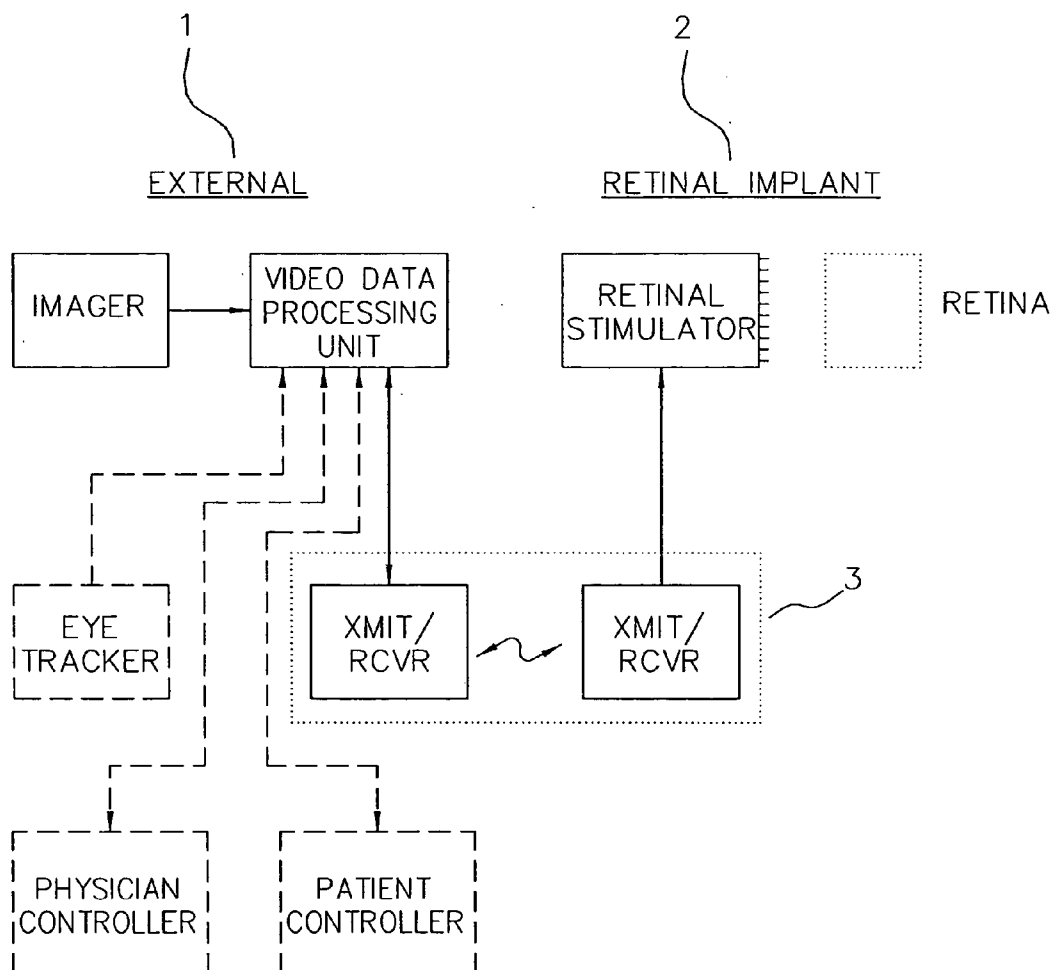 1
2
EXTERNAL
RETINAL IMPLANT
IMAGER
VIDEO DATA
PROCESSING
UNIT
RETINAL
STIMULATOR
RETINA
EYE
TRACKER
XMIT/
RCVR
XMIT/
RCVR
3
PHYSICIAN
CONTROLLER
PATIENT
CONTROLLER